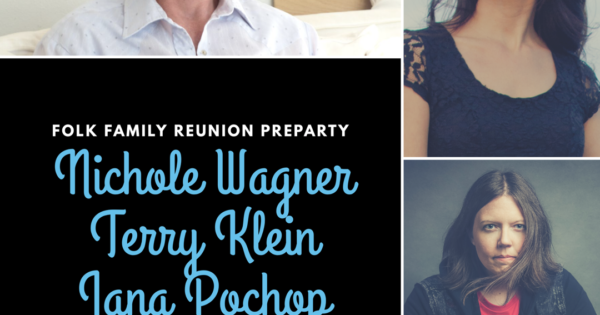 FOLK FAMILY REUNION PREPARTY
Nichole Wagner
Terry Klein
Jana Pochop